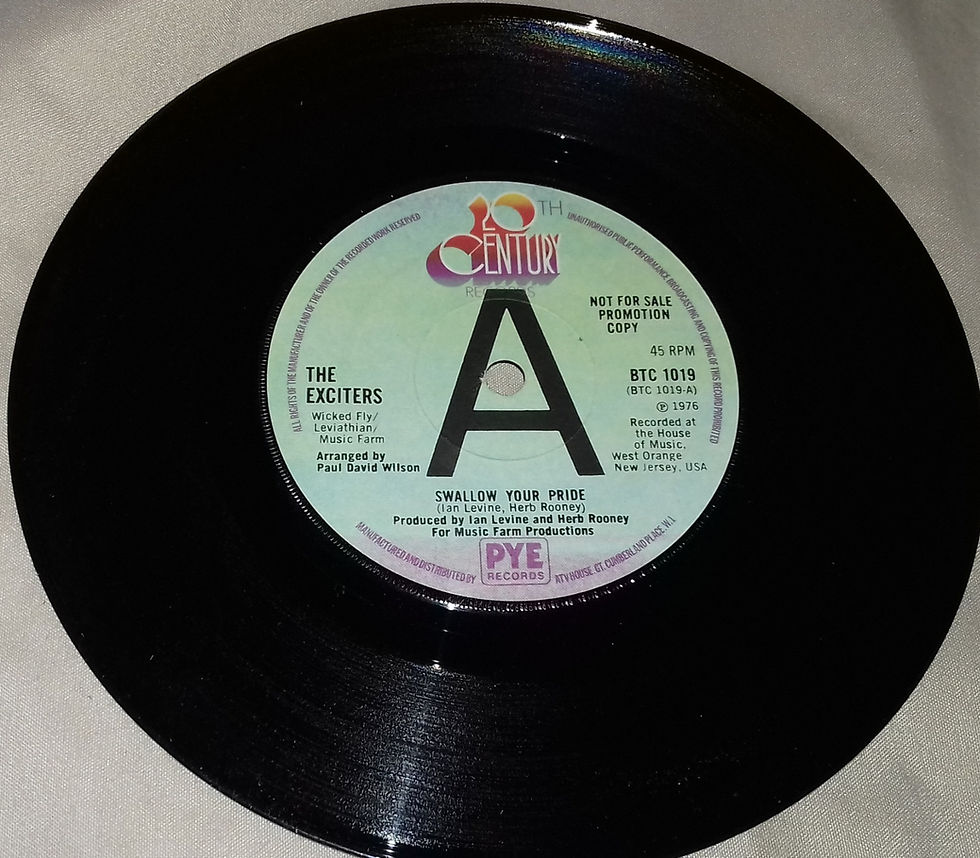 20TH
CENTURY
RECORDS
ALL RIGHTS OF THE MANUFACTURER AND OF THE OWNER OF THE RECORDED WORK RESERVED
UNAUTHORISED PUBLIC PERFORMANCE BROADCASTING AND COPYING OF THIS RECORD PROHIBITED
A
NOT FOR SALE
PROMOTION
COPY
45 RPM
THE
EXCITERS
Wicked Fly/
Leviathian/
Music Farm
Arranged by
Paul David Wilson
BTC 1019
(BTC 1019-A)
℗ 1976
Recorded at
the House
of Music,
West Orange
New Jersey, USA
SWALLOW YOUR PRIDE
(Ian Levine, Herb Rooney)
Produced by Ian Levine and Herb Rooney
For Music Farm Productions
MANUFACTURED AND DISTRIBUTED BY
PYE
RECORDS
ATV HOUSE GT. CUMBERLAND PLACE W.1